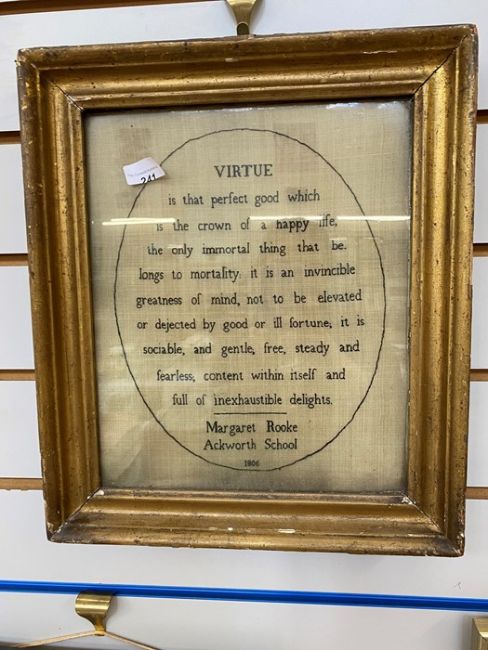 241
VIRTUE
is that perfect good which
is the crown of a happy life,
the only immortal thing that be-
longs to mortality: it is an invincible
greatness of mind, not to be elevated
or dejected by good or ill fortune; it is
sociable, and gentle, free, steady and
fearless; content within itself and
full of inexhaustible delights.
Margaret Rooke
Ackworth School
1806